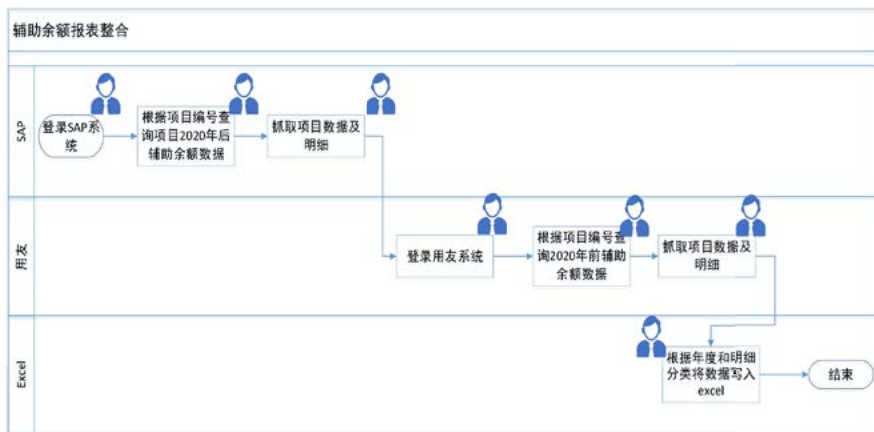 辅助余额报表整合
SAP
登录SAP系
统
根据项目编号查
询项目2020年后
辅助余额数据
抓取项目数据及
明细
用友
登录用友系统
根据项目编号查
询2020年前辅助
余额数据
抓取项目数据及
明细
Excel
根据年度和明细
分类将数据写入
excel
结束